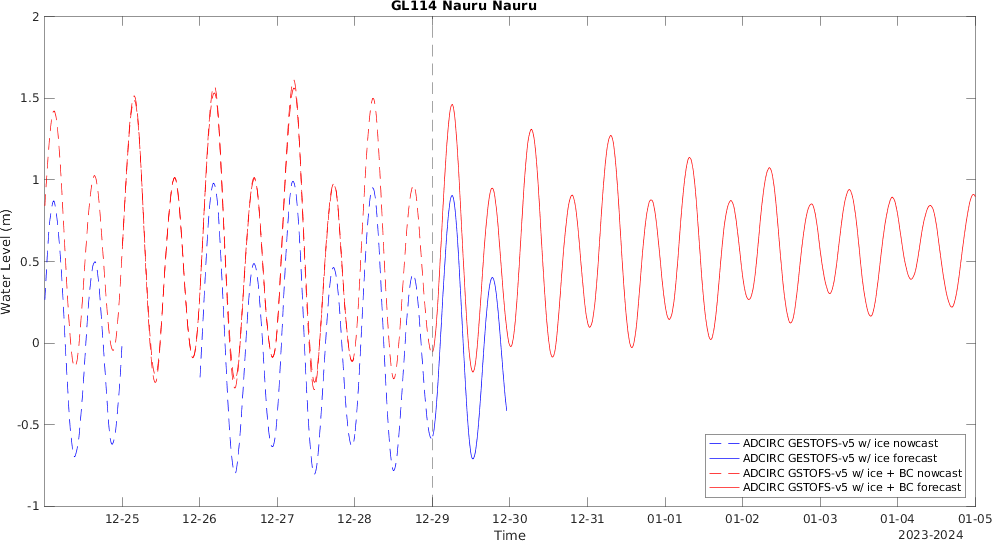 GL114 Nauru Nauru
2
1.5
1
0.5
0
-0.5
-1
Water Level (m)
ADCIRC GESTOFS-v5 w/ ice nowcast
ADCIRC GESTOFS-v5 w/ ice forecast
ADCIRC GSTOFS-v5 w/ ice + BC nowcast
ADCIRC GSTOFS-v5 w/ ice + BC forecast
12-25 12-26 12-27 12-28 12-29 12-30 12-31 01-01 01-02 01-03 01-04 01-05
Time
2023-2024